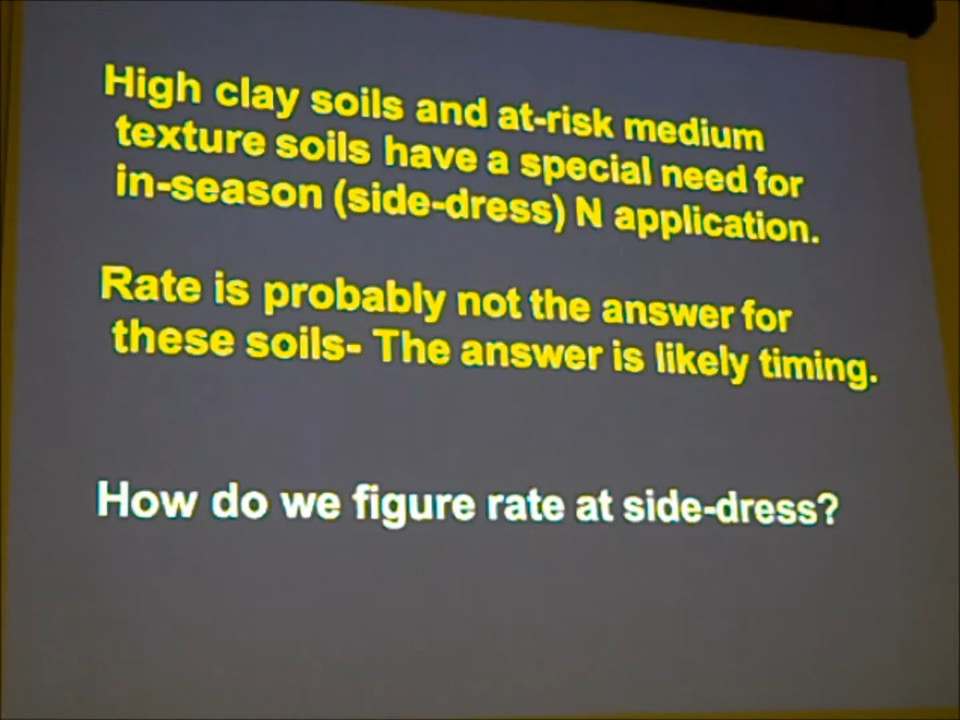 High clay soils and at-risk medium
texture soils have a special need for
in-season (side-dress) N application.
Rate is probably not the answer for
these soils- The answer is likely timing.
How do we figure rate at side-dress?